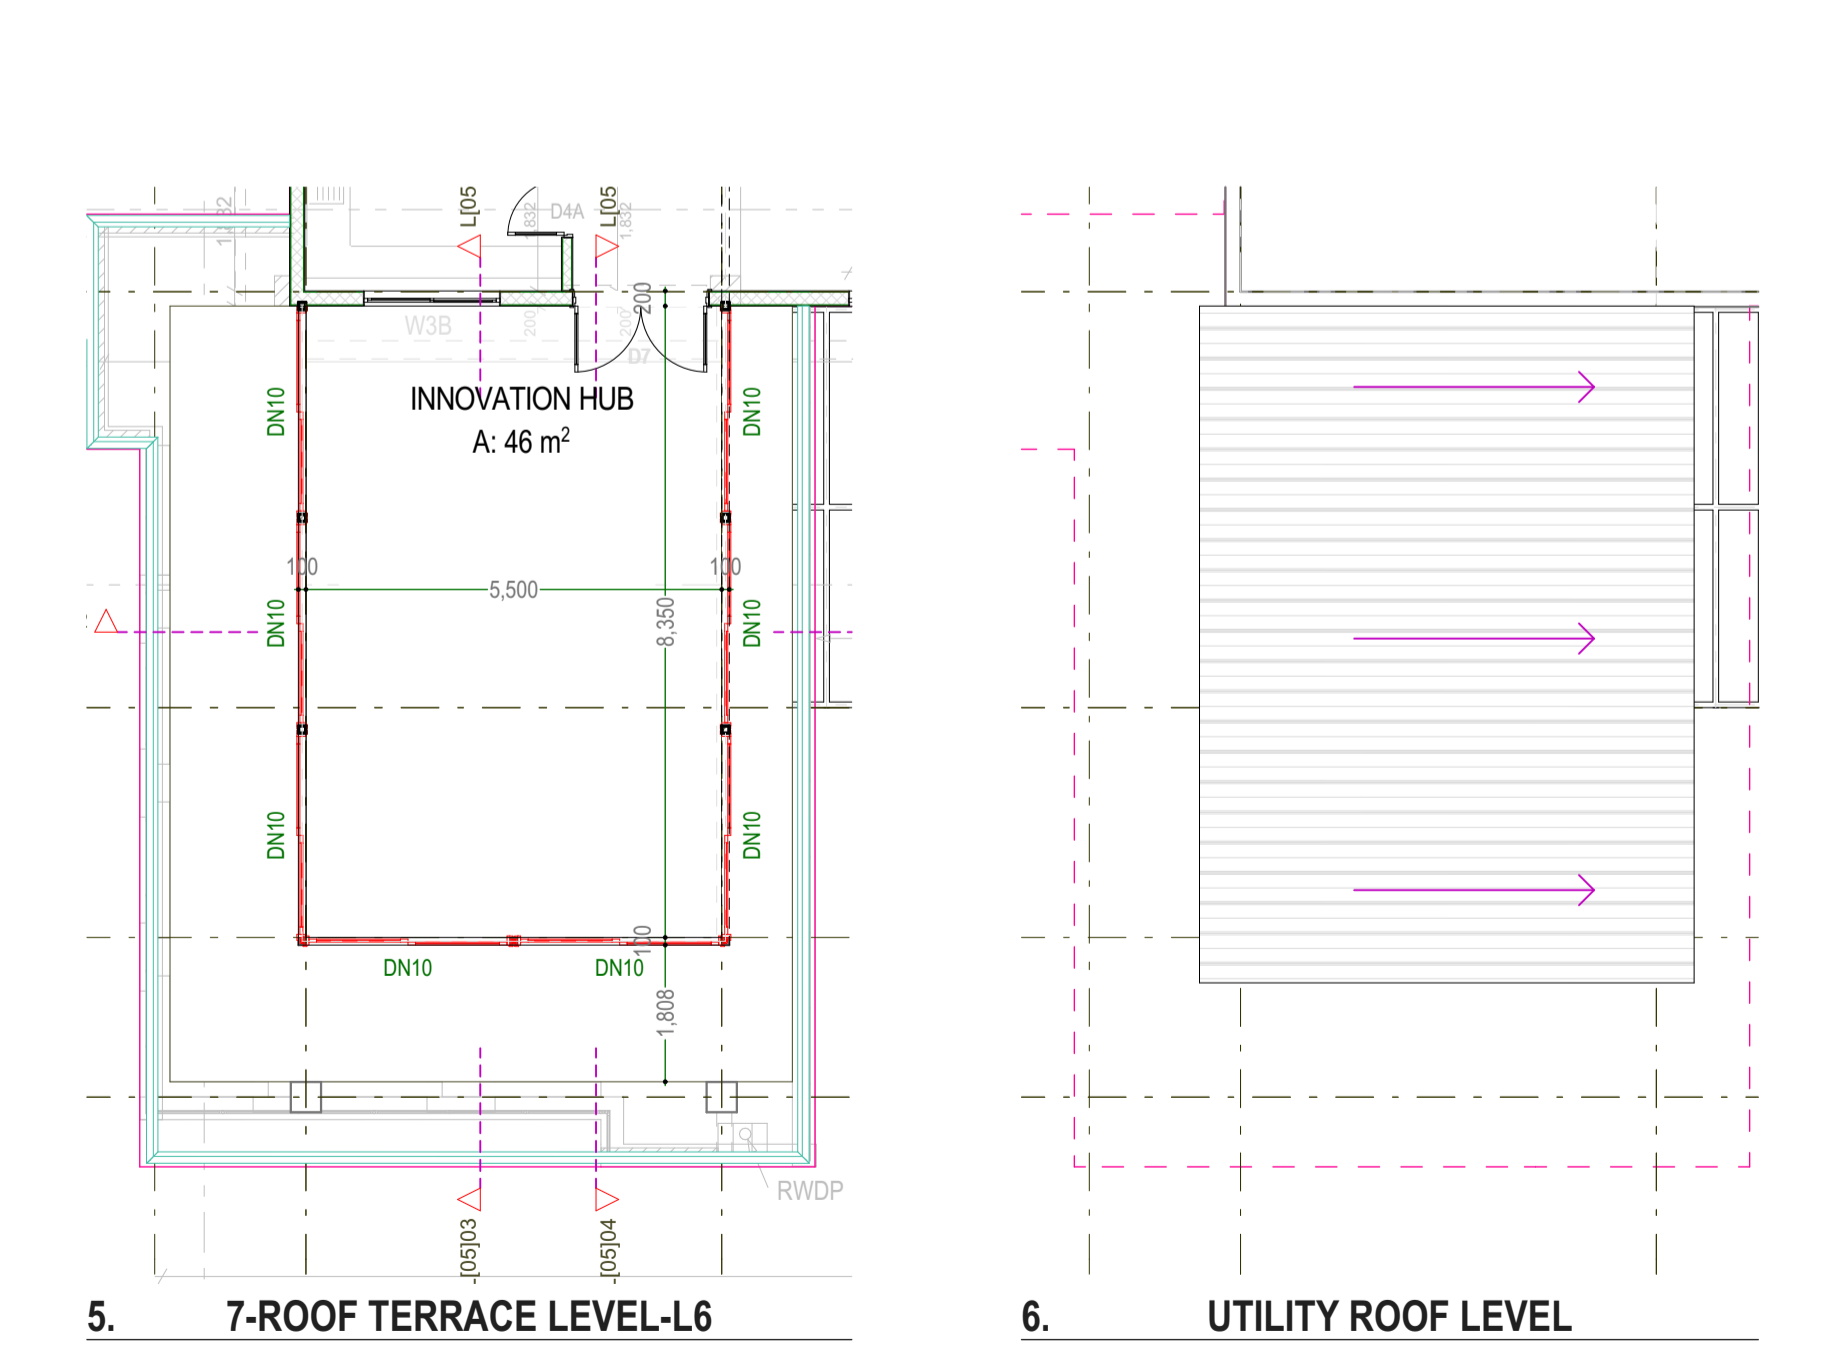 L[05
L[05
1,832
1,832
D4A
200
W3B
200
200
D7
INNOVATION HUB
A: 46 m²
DN10
DN10
100
100
5,500
8,350
DN10
DN10
DN10
DN10
100
DN10
DN10
1,808
RWDP
-[05]03
-[05]04
5. 7-ROOF TERRACE LEVEL-L6
6. UTILITY ROOF LEVEL